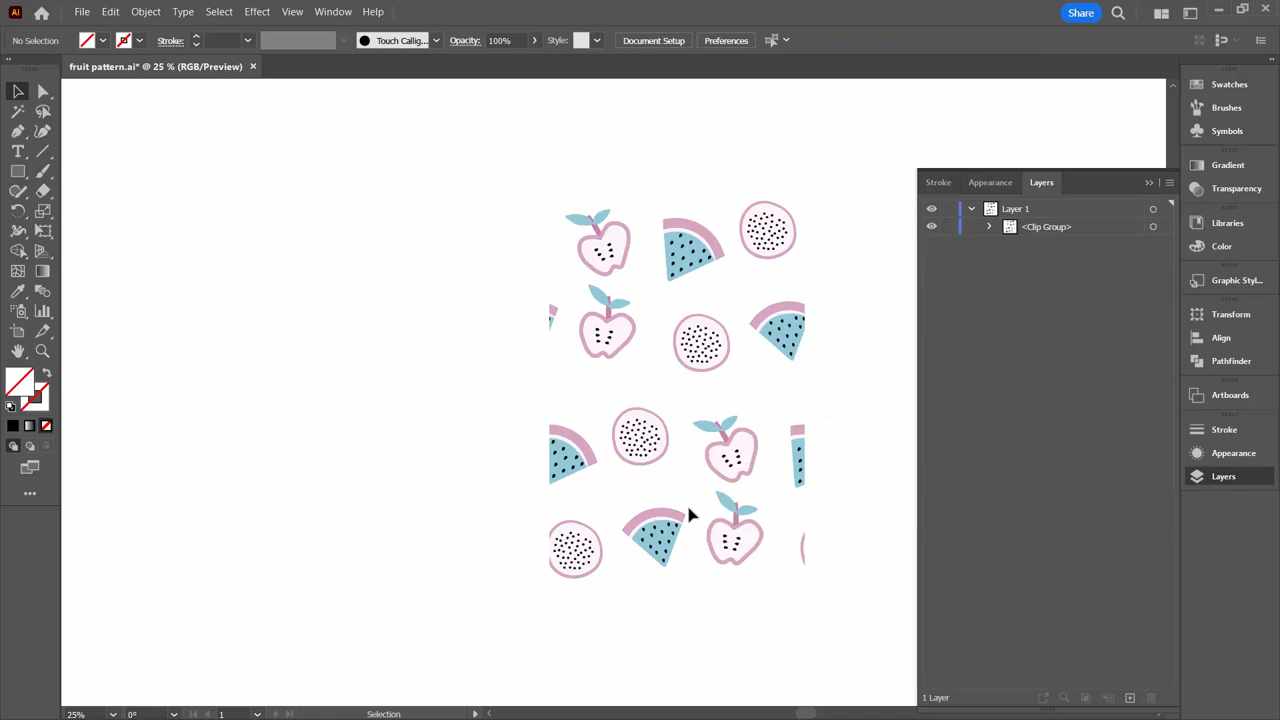 Ai File Edit Object Type Select Effect View Window Help Share
No Selection Stroke: Touch Callig... Opacity: 100% Style: Document Setup Preferences
fruit pattern.ai* @ 25 % (RGB/Preview)
Swatches
Brushes
Symbols
Gradient
Transparency
Libraries
Color
Graphic Styl...
Transform
Align
Pathfinder
Artboards
Stroke
Appearance
Layers
Stroke Appearance Layers
Layer 1
<Clip Group>
1 Layer
25% 0° 1 Selection